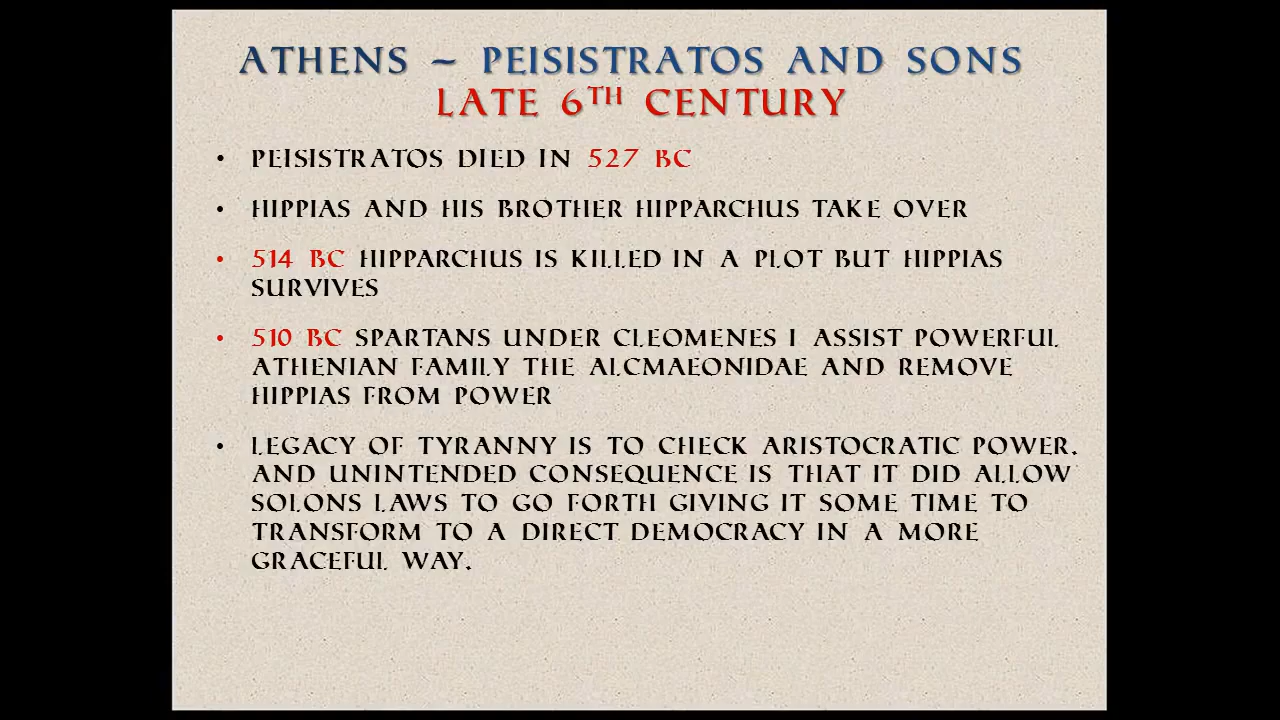 ATHENS ~ PEISISTRATOS AND SONS
LATE 6TH CENTURY
• PEISISTRATOS DIED IN 527 BC
• HIPPIAS AND HIS BROTHER HIPPARCHUS TAKE OVER
• 514 BC HIPPARCHUS IS KILLED IN A PLOT BUT HIPPIAS
SURVIVES
• 510 BC SPARTANS UNDER CLEOMENES I ASSIST POWERFUL
ATHENIAN FAMILY THE ALCMAEONIDAE AND REMOVE
HIPPIAS FROM POWER
• LEGACY OF TYRANNY IS TO CHECK ARISTOCRATIC POWER.
AND UNINTENDED CONSEQUENCE IS THAT IT DID ALLOW
SOLONS LAWS TO GO FORTH GIVING IT SOME TIME TO
TRANSFORM TO A DIRECT DEMOCRACY IN A MORE
GRACEFUL WAY.